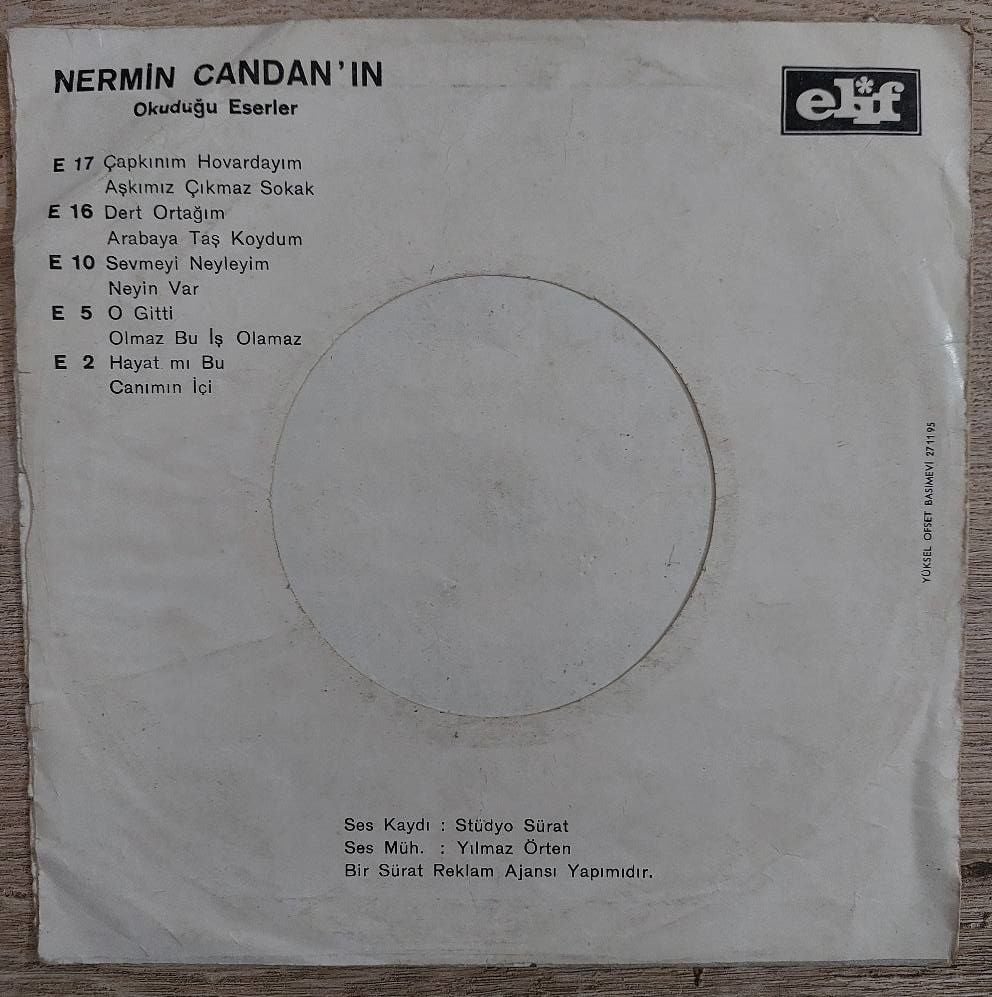 NERMİN CANDAN'IN
Okuduğu Eserler
elif
E 17 Çapkınım Hovardayım
Aşkımız Çıkmaz Sokak
E 16 Dert Ortağım
Arabaya Taş Koydum
E 10 Sevmeyi Neyleyim
Neyin Var
E 5 O Gitti
Olmaz Bu İş Olamaz
E 2 Hayat mı Bu
Canımın İçi
YÜKSEL OFSET BASIMEVİ 27 11 95
Ses Kaydı : Stüdyo Sürat
Ses Müh. : Yılmaz Örten
Bir Sürat Reklam Ajansı Yapımıdır.